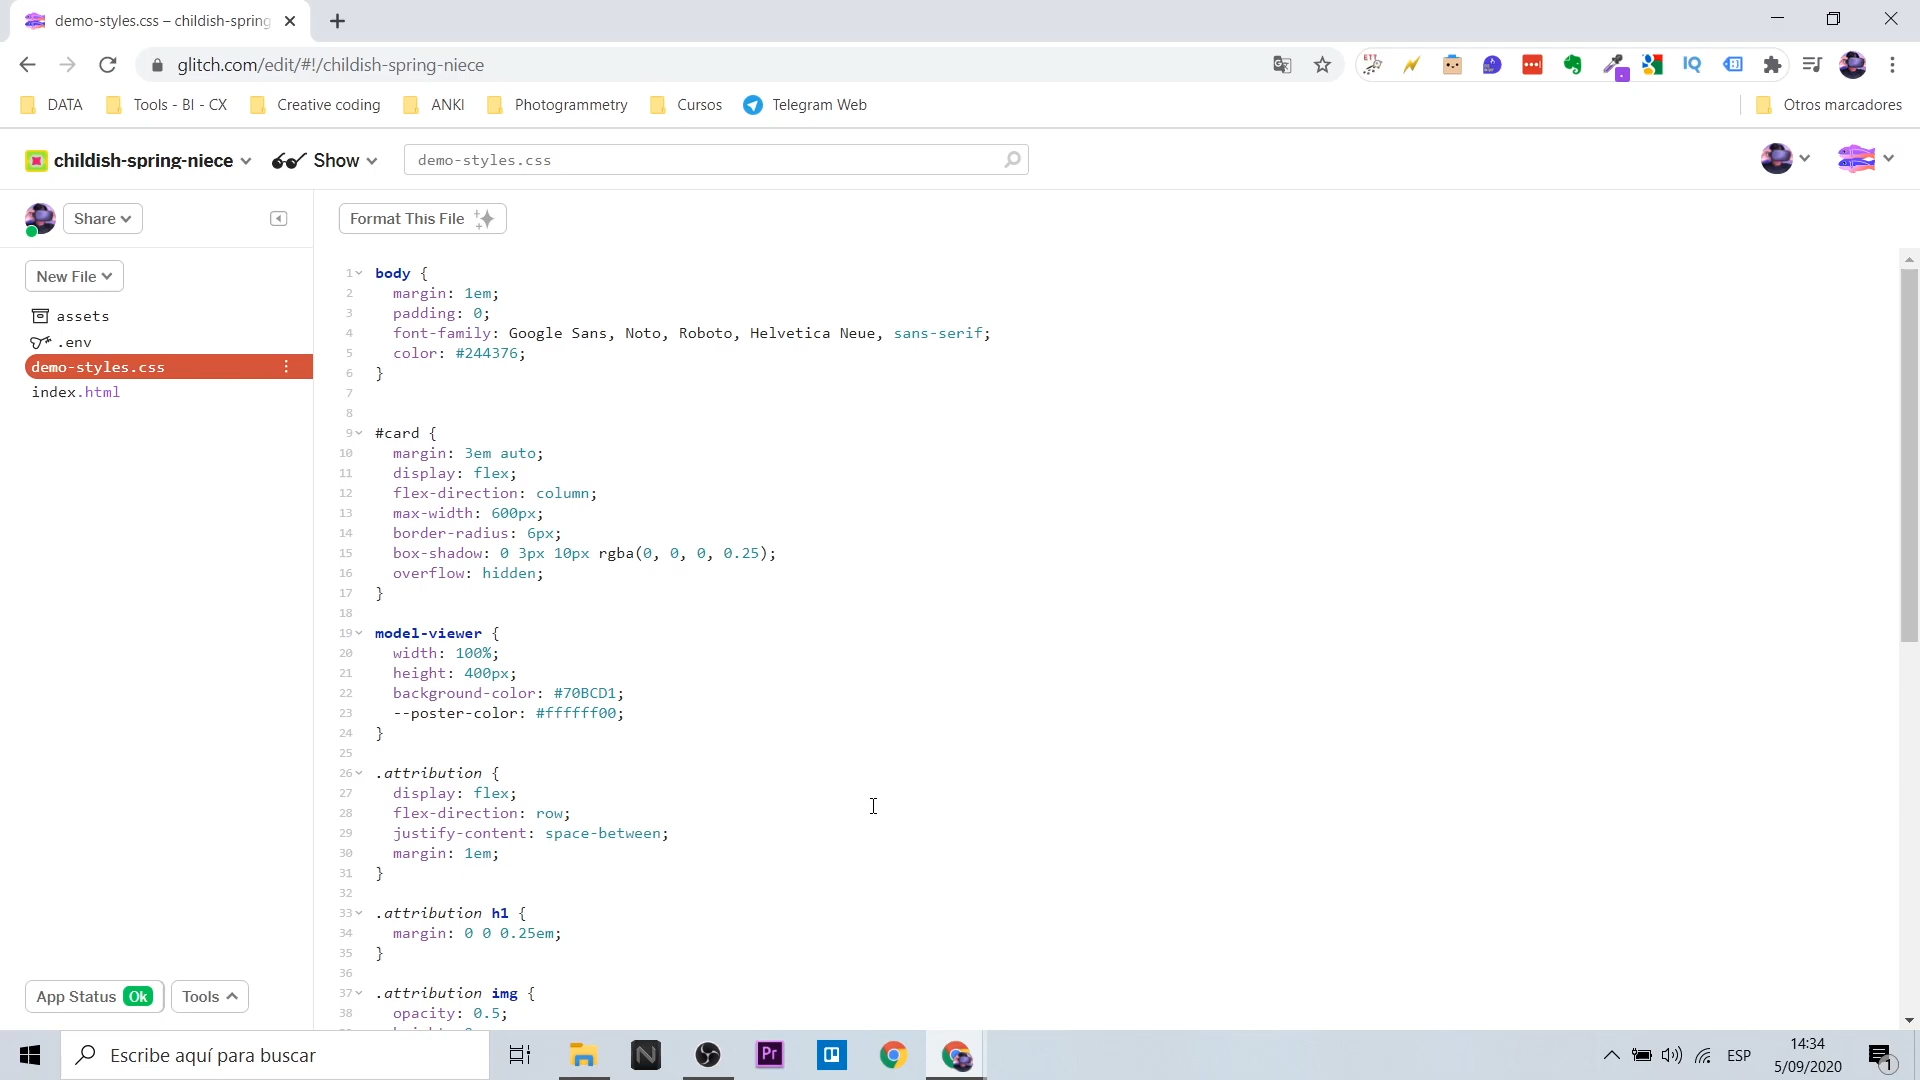 demo-styles.css – childish-spring
glitch.com/edit/#!/childish-spring-niece
DATA
Tools - BI - CX
Creative coding
ANKI
Photogrammetry
Cursos
Telegram Web
Otros marcadores
childish-spring-niece
Show
demo-styles.css
Share
Format This File
New File
assets
.env
demo-styles.css
index.html
1 body {
2 margin: 1em;
3 padding: 0;
4 font-family: Google Sans, Noto, Roboto, Helvetica Neue, sans-serif;
5 color: #244376;
6 }
7
8
9 #card {
10 margin: 3em auto;
11 display: flex;
12 flex-direction: column;
13 max-width: 600px;
14 border-radius: 6px;
15 box-shadow: 0 3px 10px rgba(0, 0, 0, 0.25);
16 overflow: hidden;
17 }
18
19 model-viewer {
20 width: 100%;
21 height: 400px;
22 background-color: #70BCD1;
23 --poster-color: #ffffff00;
24 }
25
26 .attribution {
27 display: flex;
28 flex-direction: row;
29 justify-content: space-between;
30 margin: 1em;
31 }
32
33 .attribution h1 {
34 margin: 0 0 0.25em;
35 }
36
37 .attribution img {
38 opacity: 0.5;
App Status Ok
Tools
Escribe aquí para buscar
ESP
14:34
5/09/2020
1